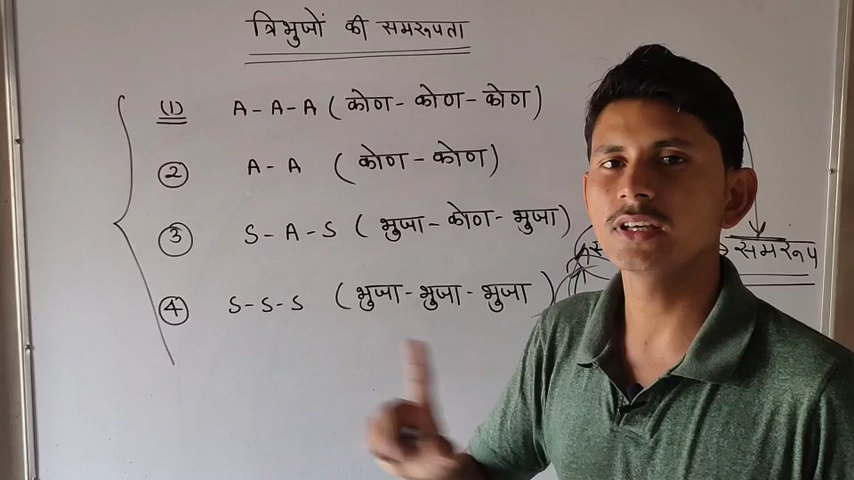 त्रिभुजों की समरूपता
(1) A-A-A (कोण-कोण-कोण)
2 A-A (कोण-कोण)
3 S-A-S (भुजा-कोण-भुजा)
समरूप
4 S-S-S (भुजा-भुजा-भुजा)